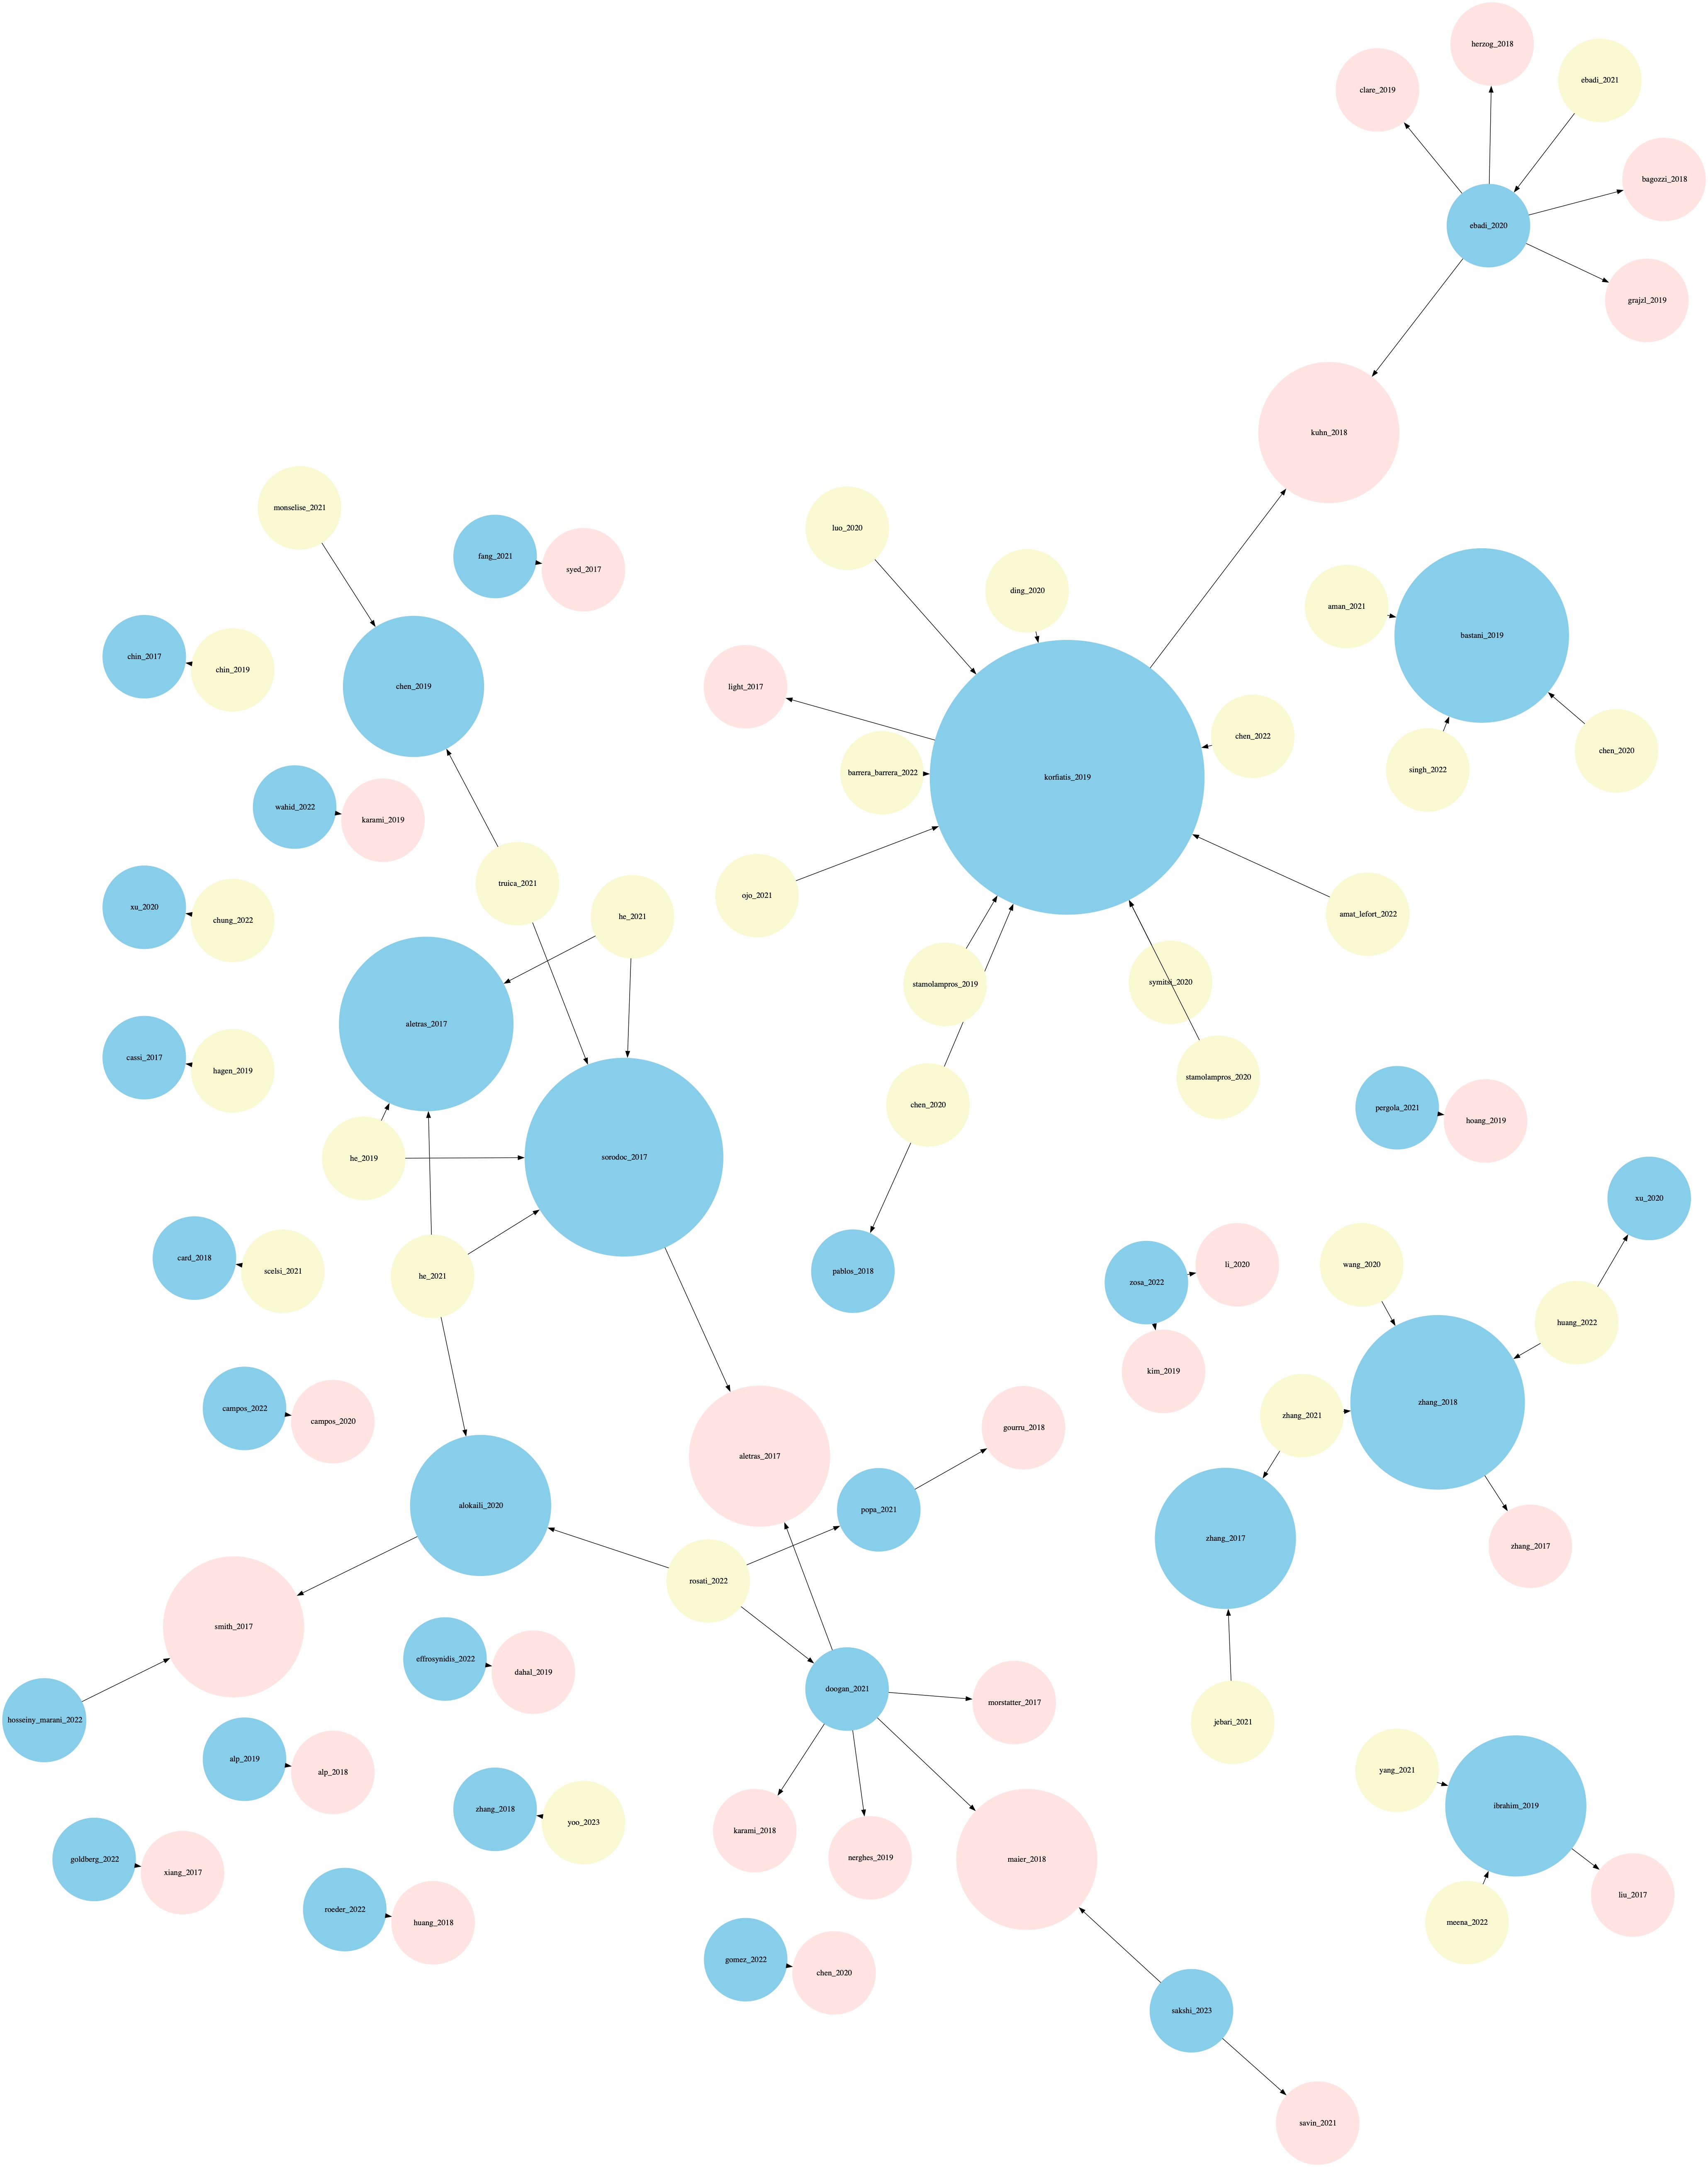 herzog_2018
ebadi_2021
clare_2019
bagozzi_2018
ebadi_2020
grajzl_2019
kuhn_2018
monselise_2021
luo_2020
fang_2021
syed_2017
ding_2020
aman_2021
bastani_2019
chin_2017
chin_2019
chen_2019
light_2017
chen_2022
chen_2020
singh_2022
barrera_barrera_2022
korfiatis_2019
wahid_2022
karami_2019
truica_2021
ojo_2021
xu_2020
chung_2022
he_2021
amat_lefort_2022
stamolampros_2019
symitsi_2020
aletras_2017
cassi_2017
hagen_2019
stamolampros_2020
chen_2020
pergola_2021
hoang_2019
he_2019
sorodoc_2017
xu_2020
card_2018
scelsi_2021
he_2021
pablos_2018
zosa_2022
li_2020
wang_2020
huang_2022
kim_2019
campos_2022
campos_2020
zhang_2021
zhang_2018
gourru_2018
aletras_2017
alokaili_2020
popa_2021
zhang_2017
zhang_2017
rosati_2022
smith_2017
effrosynidis_2022
dahal_2019
doogan_2021
morstatter_2017
hosseiny_marani_2022
jebari_2021
alp_2019
alp_2018
yang_2021
zhang_2018
yoo_2023
ibrahim_2019
karami_2018
nerghes_2019
maier_2018
goldberg_2022
xiang_2017
liu_2017
roeder_2022
huang_2018
meena_2022
gomez_2022
chen_2020
sakshi_2023
savin_2021